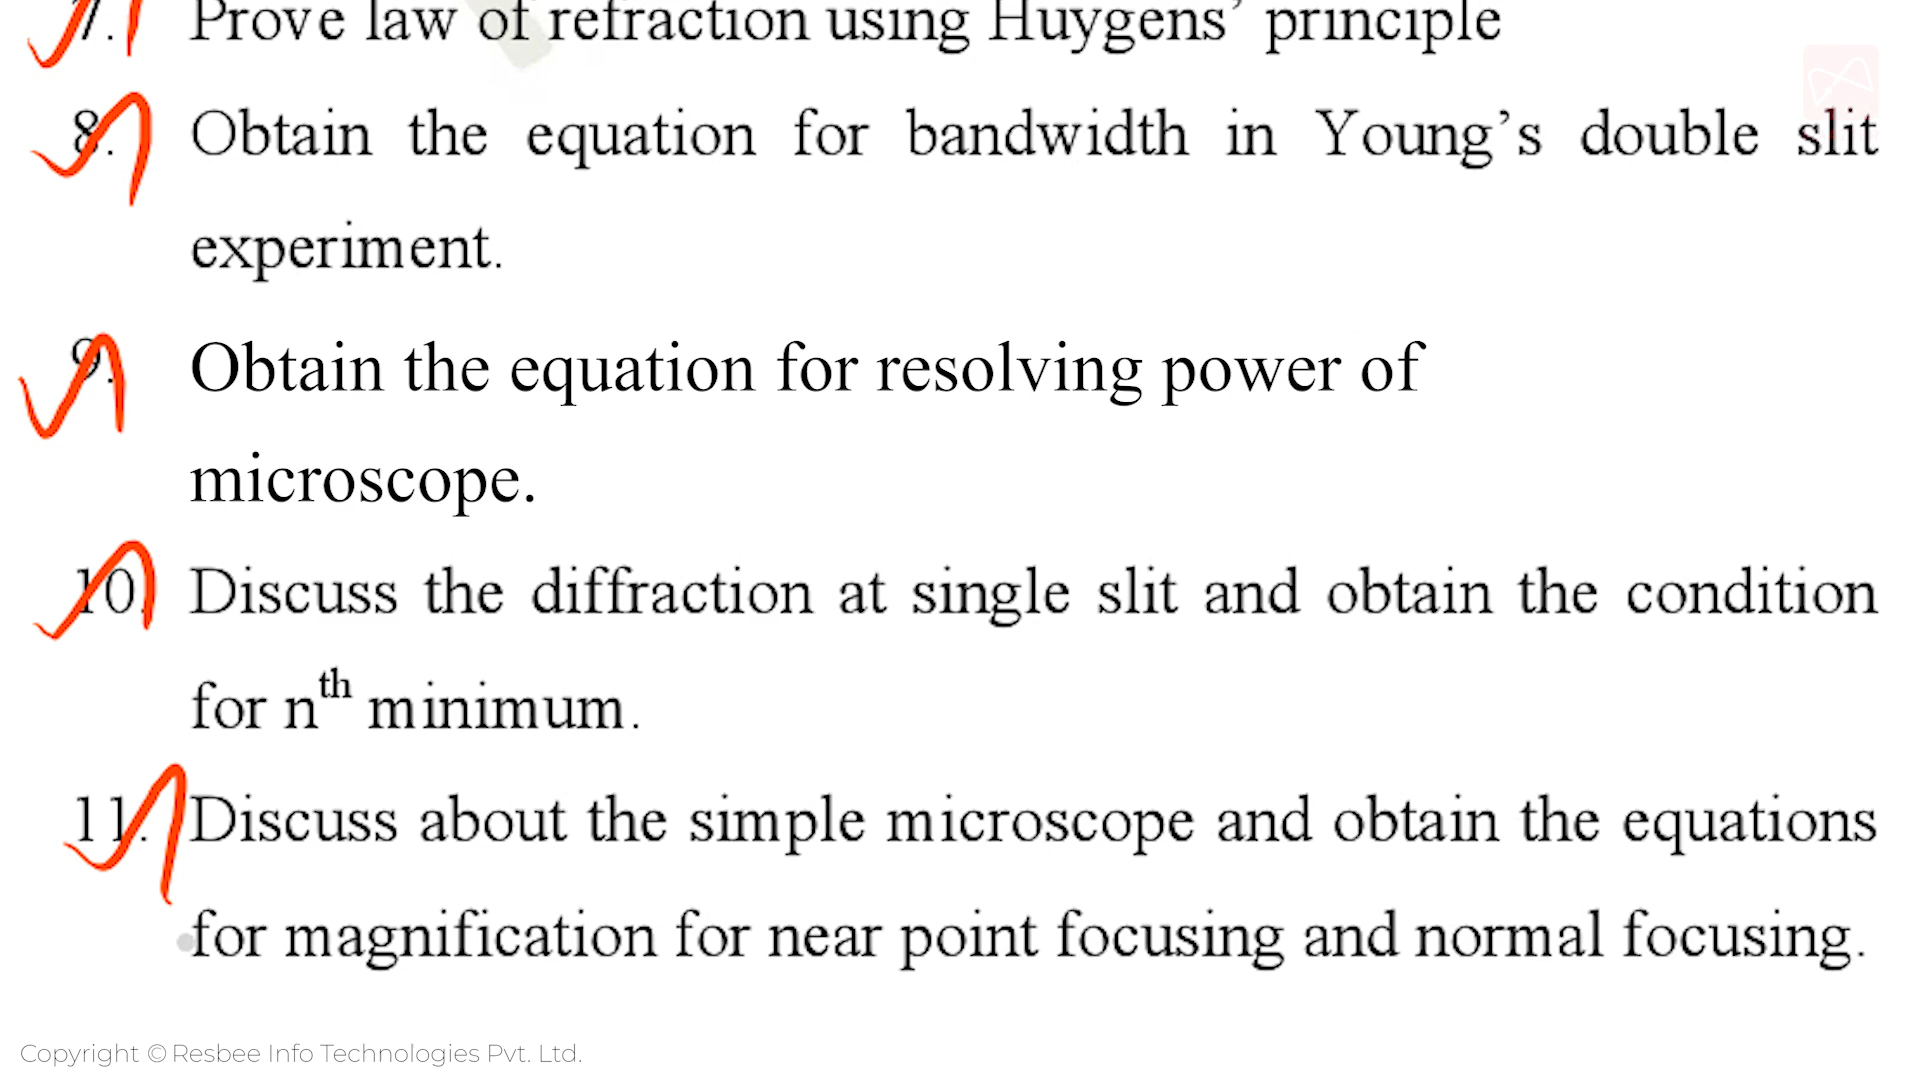 7. Prove law of refraction using Huygens’ principle
8. Obtain the equation for bandwidth in Young’s double slit
experiment.
9. Obtain the equation for resolving power of
microscope.
10. Discuss the diffraction at single slit and obtain the condition
for nth minimum.
11. Discuss about the simple microscope and obtain the equations
for magnification for near point focusing and normal focusing.
Copyright © Resbee Info Technologies Pvt. Ltd.